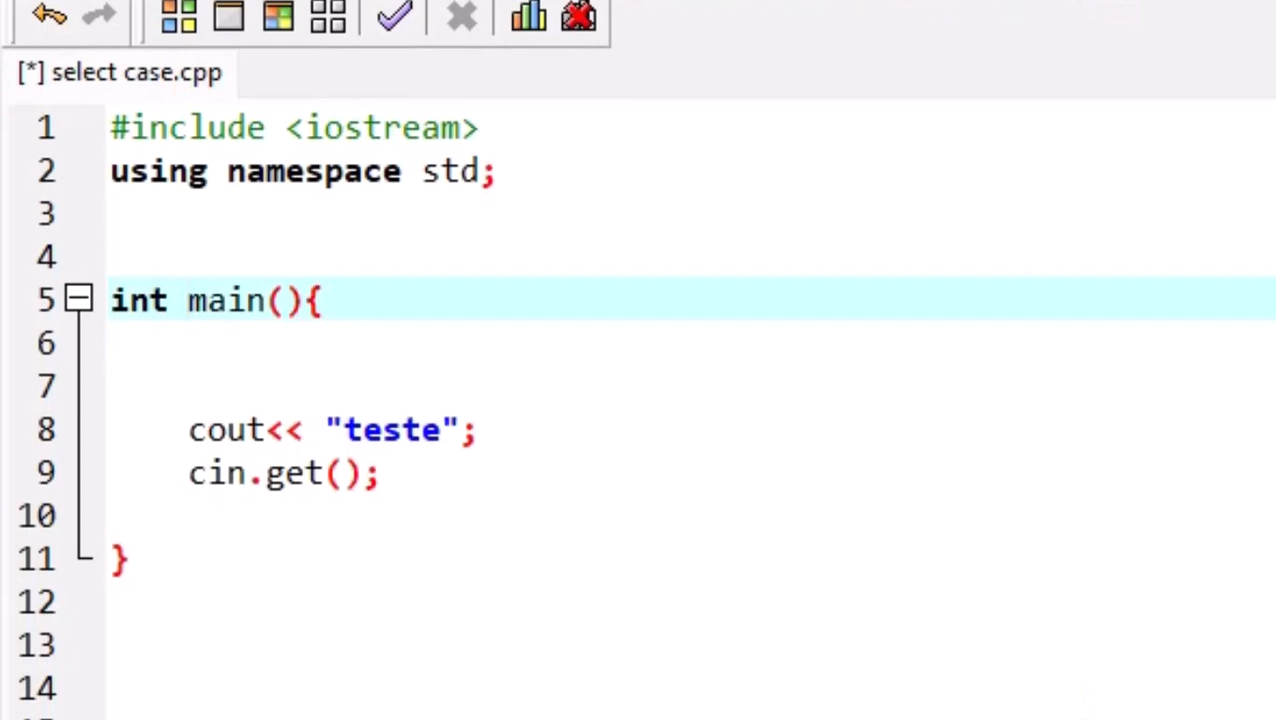 [*] select case.cpp
1 #include <iostream>
2 using namespace std;
3
4
5 int main(){
6
7
8 cout<< "teste";
9 cin.get();
10
11 }
12
13
14